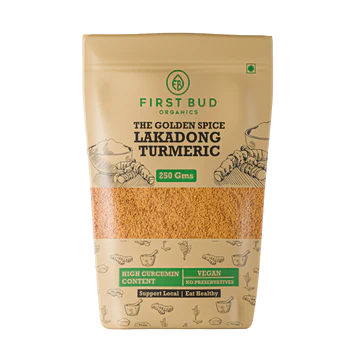 FB
FIRST BUD
ORGANICS
THE GOLDEN SPICE
LAKADONG
TURMERIC
250 Gms
HIGH CURCUMIN
CONTENT
VEGAN
NO PRESERVATIVES
Support Local | Eat Healthy